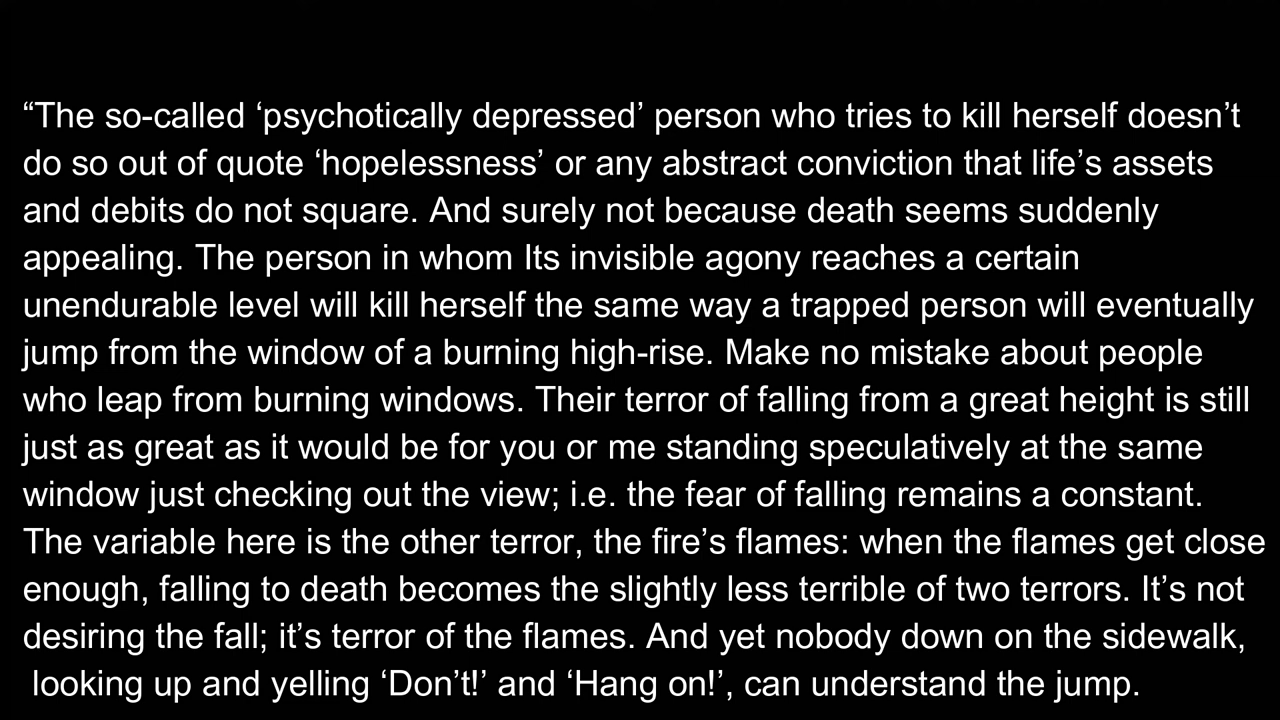 “The so-called ‘psychotically depressed’ person who tries to kill herself doesn’t
do so out of quote ‘hopelessness’ or any abstract conviction that life’s assets
and debits do not square. And surely not because death seems suddenly
appealing. The person in whom Its invisible agony reaches a certain
unendurable level will kill herself the same way a trapped person will eventually
jump from the window of a burning high-rise. Make no mistake about people
who leap from burning windows. Their terror of falling from a great height is still
just as great as it would be for you or me standing speculatively at the same
window just checking out the view; i.e. the fear of falling remains a constant.
The variable here is the other terror, the fire’s flames: when the flames get close
enough, falling to death becomes the slightly less terrible of two terrors. It’s not
desiring the fall; it’s terror of the flames. And yet nobody down on the sidewalk,
looking up and yelling ‘Don’t!’ and ‘Hang on!’, can understand the jump.